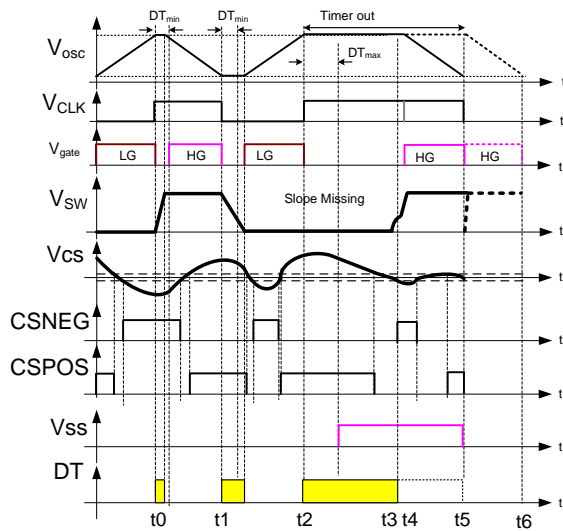 DTmin
DTmin
Timer out
Vosc
DTmax
t
VCLK
t
Vgate
LG
HG
LG
HG
HG
t
VSW
Slope Missing
t
Vcs
t
CSNEG
t
CSPOS
t
Vss
t
DT
t
t0
t1
t2
t3
t4
t5
t6